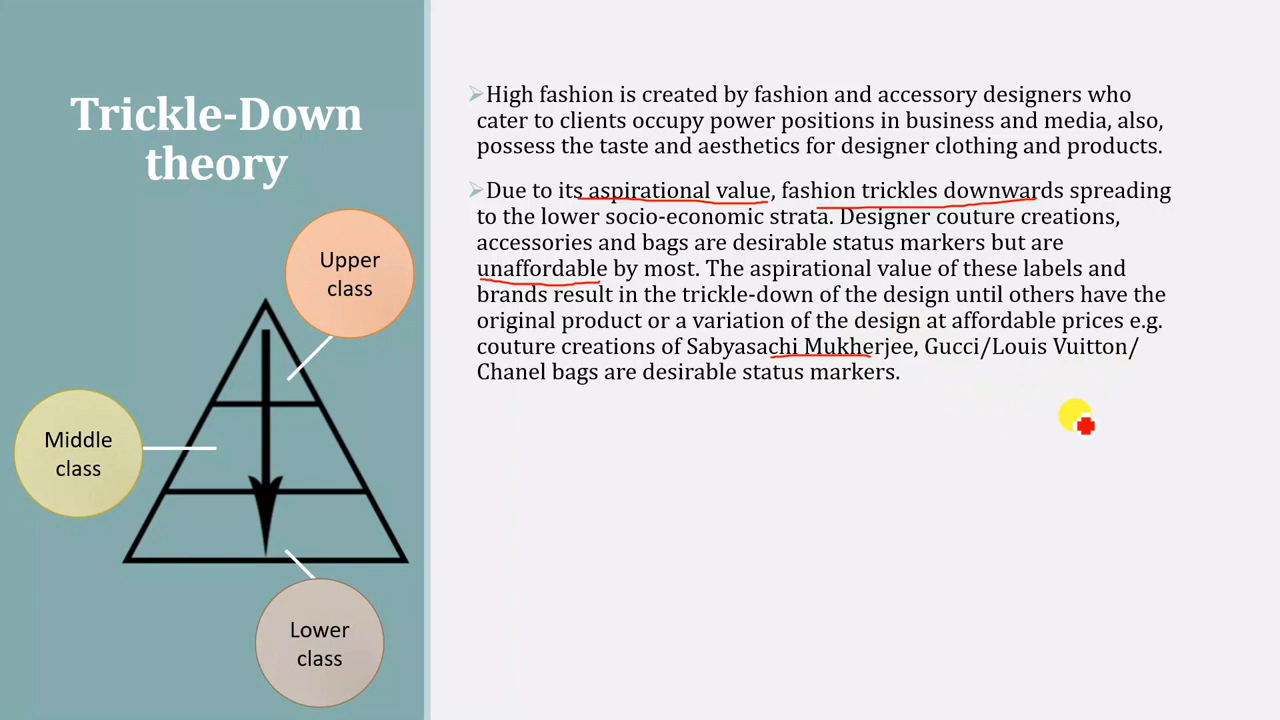 Trickle-Down
theory
Upper
class
Middle
class
Lower
class
High fashion is created by fashion and accessory designers who
cater to clients occupy power positions in business and media, also,
possess the taste and aesthetics for designer clothing and products.
Due to its aspirational value, fashion trickles downwards spreading
to the lower socio-economic strata. Designer couture creations,
accessories and bags are desirable status markers but are
unaffordable by most. The aspirational value of these labels and
brands result in the trickle-down of the design until others have the
original product or a variation of the design at affordable prices e.g.
couture creations of Sabyasachi Mukherjee, Gucci/Louis Vuitton/
Chanel bags are desirable status markers.